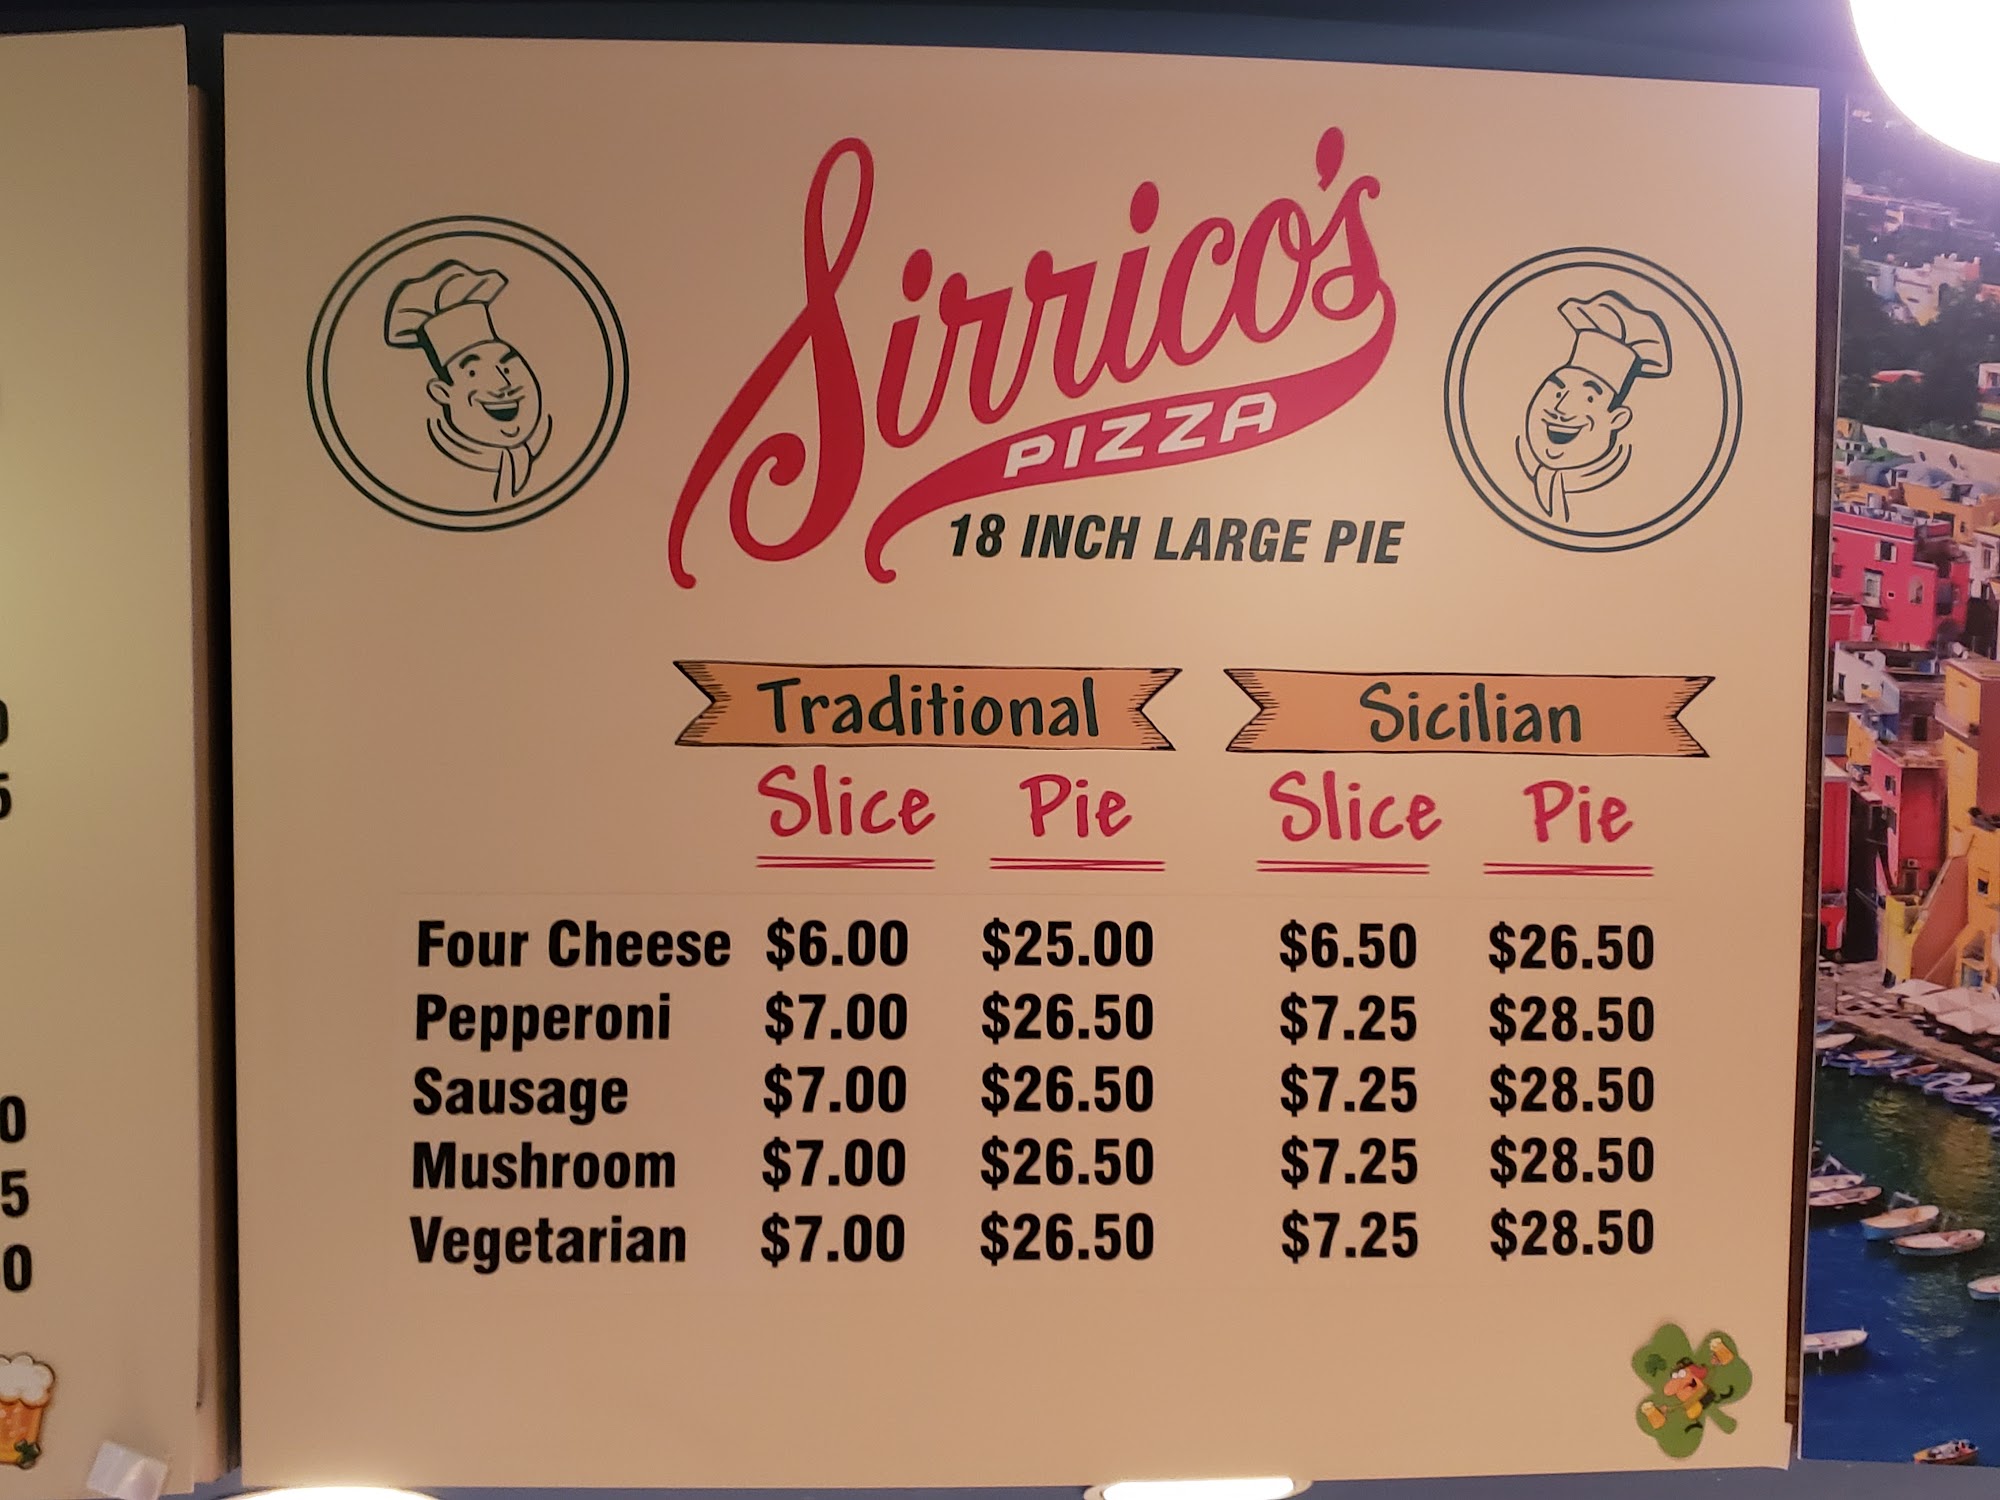 Sirrico's
PIZZA
18 INCH LARGE PIE
Traditional Sicilian
Slice Pie Slice Pie
Four Cheese $6.00 $25.00 $6.50 $26.50
Pepperoni $7.00 $26.50 $7.25 $28.50
Sausage $7.00 $26.50 $7.25 $28.50
Mushroom $7.00 $26.50 $7.25 $28.50
Vegetarian $7.00 $26.50 $7.25 $28.50